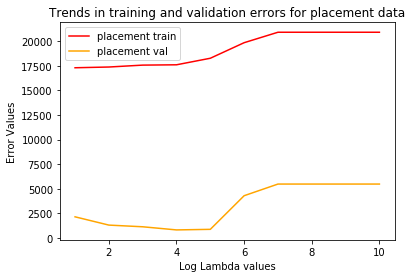 Trends in training and validation errors for placement data
placement train
placement val
Error Values
20000
17500
15000
12500
10000
7500
5000
2500
0
2
4
6
8
10
Log Lambda values